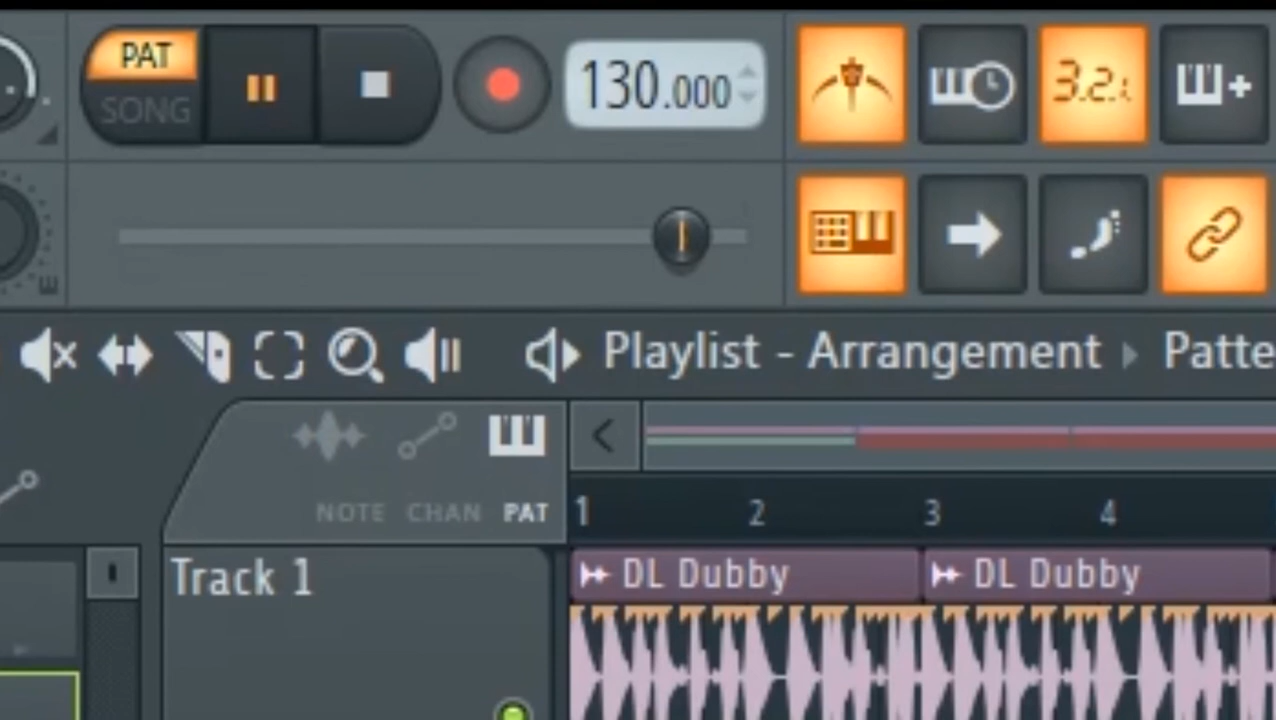 PAT
SONG
130.000
3.2.
Playlist - Arrangement
NOTE CHAN PAT
1 2 3 4
Track 1
DL Dubby DL Dubby